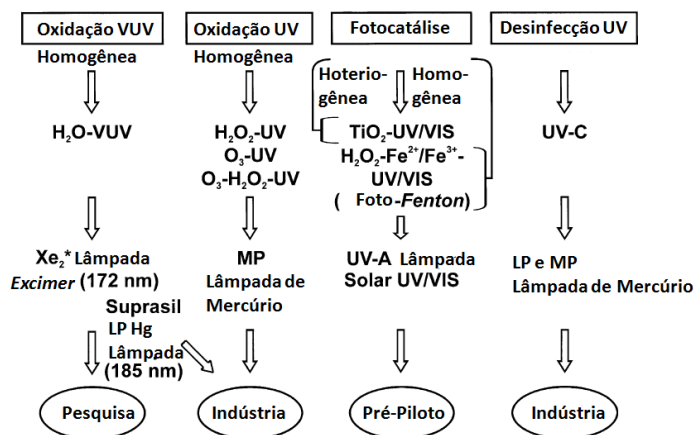 Oxidação VUV
Homogênea
H₂O-VUV
Xe₂* Lâmpada
Excimer (172 nm)
Suprasil
LP Hg
Lâmpada
(185 nm)
Pesquisa
Oxidação UV
Homogênea
H₂O₂-UV
O₃-UV
O₃-H₂O₂-UV
MP
Lâmpada de
Mercúrio
Indústria
Fotocatálise
Hoterio-
gênea
Homo-
gênea
TiO₂-UV/VIS
H₂O₂-Fe²⁺/Fe³⁺-
UV/VIS
( Foto-Fenton)
UV-A Lâmpada
Solar UV/VIS
Pré-Piloto
Desinfecção UV
UV-C
LP e MP
Lâmpada de Mercúrio
Indústria